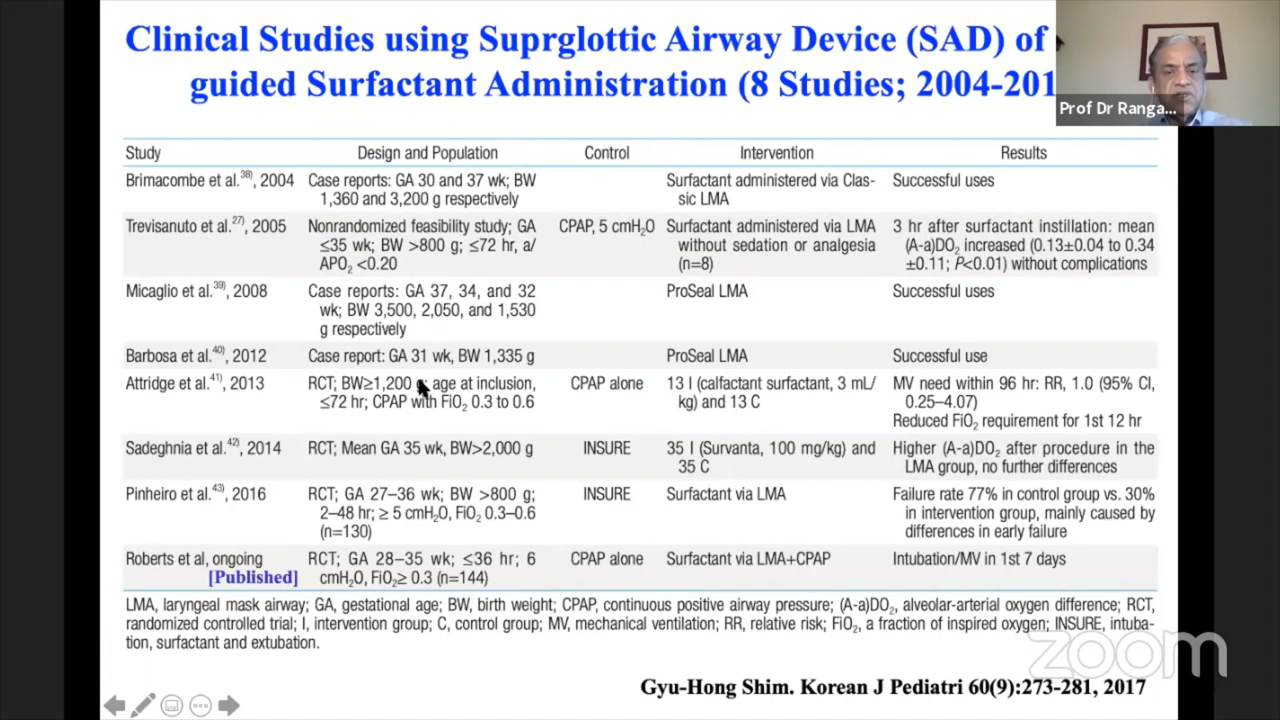 Clinical Studies using Suprglottic Airway Device (SAD) of
guided Surfactant Administration (8 Studies; 2004-201
Prof Dr Ranga...
Study Design and Population Control Intervention Results
Brimacombe et al.38), 2004 Case reports: GA 30 and 37 wk; BW Surfactant administered via Clas- Successful uses
1,360 and 3,200 g respectively sic LMA
Trevisanuto et al.27), 2005 Nonrandomized feasibility study; GA CPAP, 5 cmH2O Surfactant administered via LMA 3 hr after surfactant instillation: mean
≤35 wk; BW >800 g; ≤72 hr, a/ without sedation or analgesia (A-a)DO2 increased (0.13±0.04 to 0.34
APO2 <0.20 (n=8) ±0.11; P<0.01) without complications
Micaglio et al.39), 2008 Case reports: GA 37, 34, and 32 ProSeal LMA Successful uses
wk; BW 3,500, 2,050, and 1,530
g respectively
Barbosa et al.40), 2012 Case report: GA 31 wk, BW 1,335 g ProSeal LMA Successful use
Attridge et al.41), 2013 RCT; BW≥1,200 g; age at inclusion, CPAP alone 13 I (calfactant surfactant, 3 mL/ MV need within 96 hr: RR, 1.0 (95% CI,
≤72 hr; CPAP with FiO2 0.3 to 0.6 kg) and 13 C 0.25–4.07)
Reduced FiO2 requirement for 1st 12 hr
Sadeghnia et al.42), 2014 RCT; Mean GA 35 wk, BW>2,000 g INSURE 35 I (Survanta, 100 mg/kg) and Higher (A-a)DO2 after procedure in the
35 C LMA group, no further differences
Pinheiro et al.43), 2016 RCT; GA 27–36 wk; BW >800 g; INSURE Surfactant via LMA Failure rate 77% in control group vs. 30%
2–48 hr; ≥ 5 cmH2O, FiO2 0.3–0.6 in intervention group, mainly caused by
(n=130) differences in early failure
Roberts et al, ongoing RCT; GA 28–35 wk; ≤36 hr; 6 CPAP alone Surfactant via LMA+CPAP Intubation/MV in 1st 7 days
[Published] cmH2O, FiO2≥ 0.3 (n=144)
LMA, laryngeal mask airway; GA, gestational age; BW, birth weight; CPAP, continuous positive airway pressure; (A-a)DO2, alveolar-arterial oxygen difference; RCT,
randomized controlled trial; I, intervention group; C, control group; MV, mechanical ventilation; RR, relative risk; FiO2, a fraction of inspired oxygen; INSURE, intuba-
tion, surfactant and extubation.
zoom
Gyu-Hong Shim. Korean J Pediatri 60(9):273-281, 2017